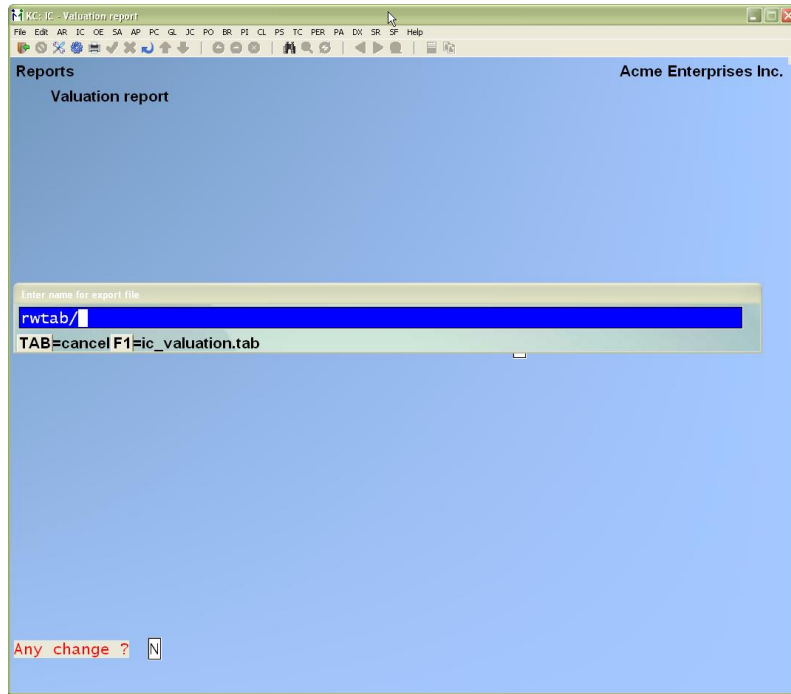 KC: IC - Valuation report
File Edit AR IC OE SA AP PC GL JC PO BR PI CL PS TC PER PA DX SR SF Help
Reports
Acme Enterprises Inc.
Valuation report
Enter name for export file
rwtab/
TAB=cancel F1=ic_valuation.tab
Any change ? N